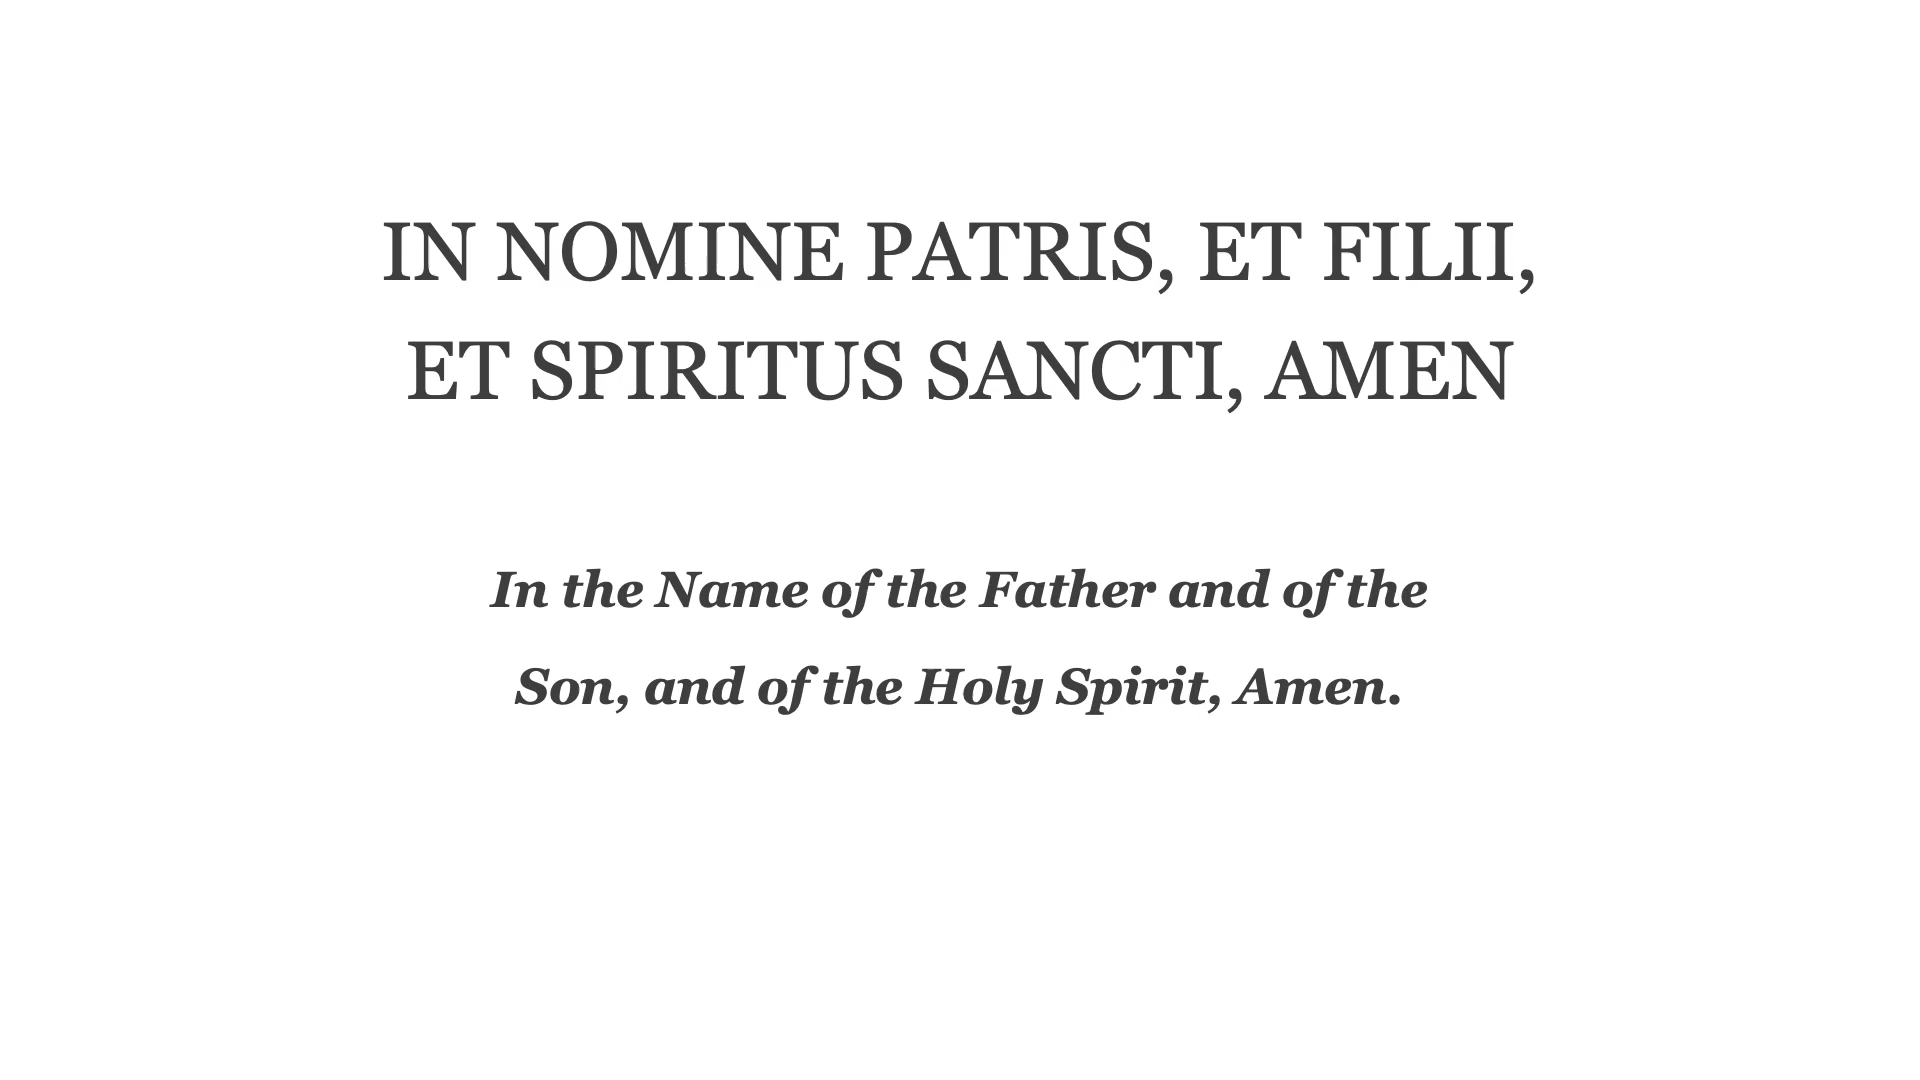 IN NOMINE PATRIS, ET FILII,
ET SPIRITUS SANCTI, AMEN
In the Name of the Father and of the
Son, and of the Holy Spirit, Amen.